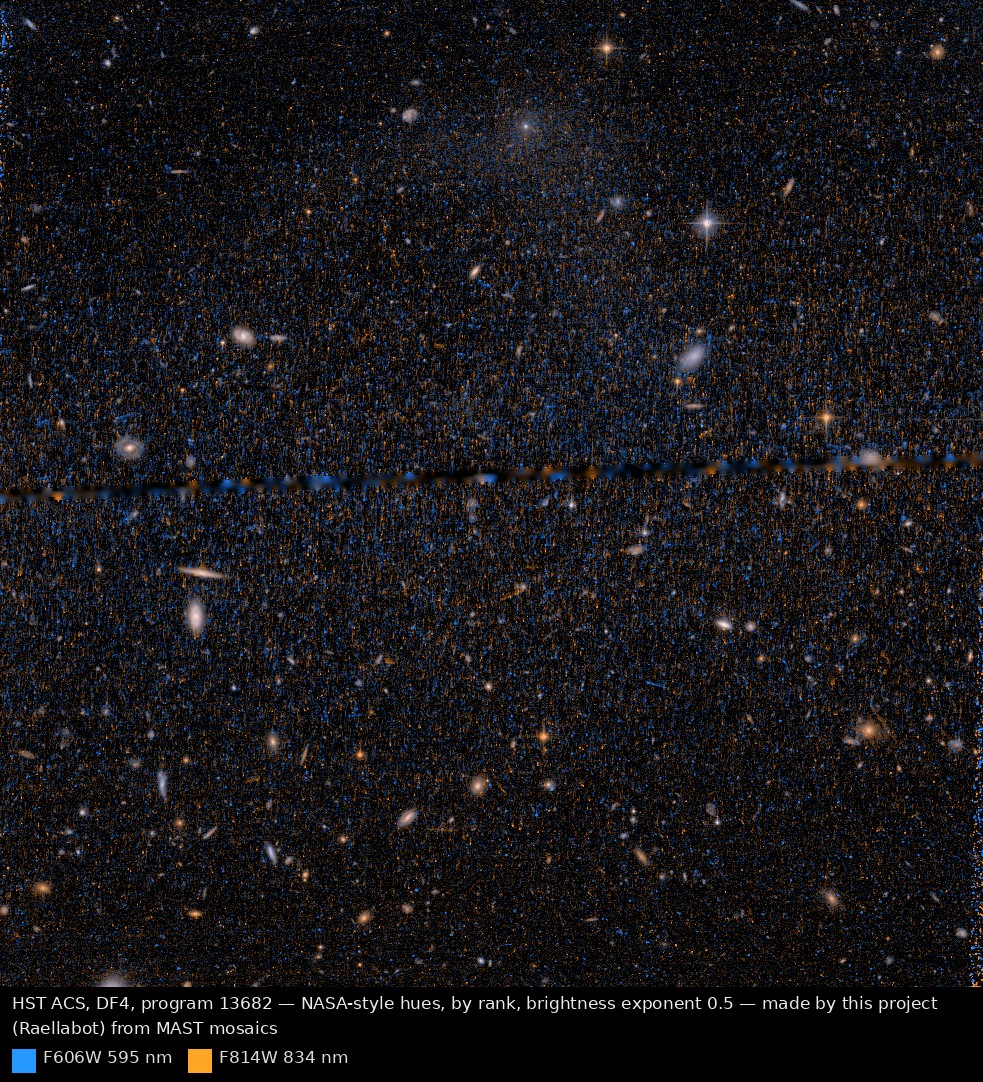 HST ACS, DF4, program 13682 — NASA-style hues, by rank, brightness exponent 0.5 — made by this project
(Raellabot) from MAST mosaics
F606W 595 nm F814W 834 nm